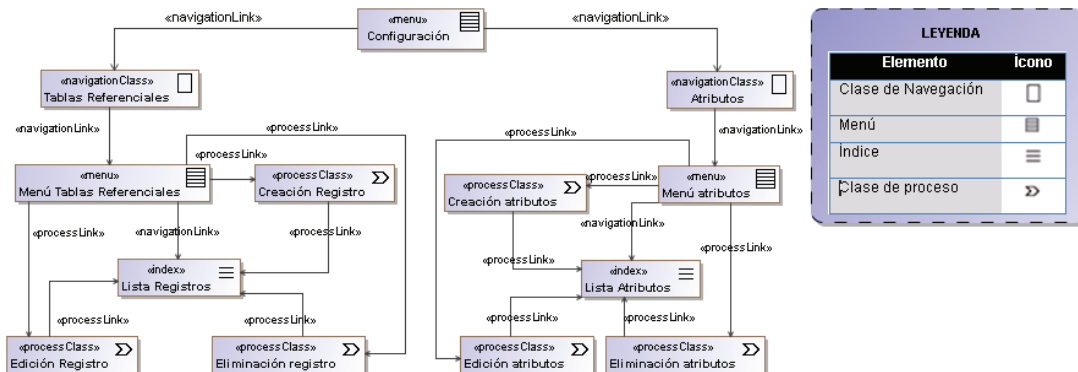 «navigationLink»
«menu»
Configuración
«navigationLink»
LEYENDA
Elemento
Ícono
Clase de Navegación
Menú
Índice
Clase de proceso
«navigationClass»
Tablas Referenciales
«navigationClass»
Atributos
«navigationLink»
«processLink»
«processLink»
«navigationLink»
«processLink»
«menu»
Menú Tablas Referenciales
«processClass»
Creación Registro
«processClass»
Creación atributos
«processLink»
«menu»
Menú atributos
«processLink»
«navigationLink»
«processLink»
«navigationLink»
«processLink»
«processLink»
«index»
Lista Registros
«index»
Lista Atributos
«processLink»
«processLink»
«processLink»
«processLink»
«processClass»
Edición Registro
«processClass»
Eliminación registro
«processClass»
Edición atributos
«processClass»
Eliminación atributos